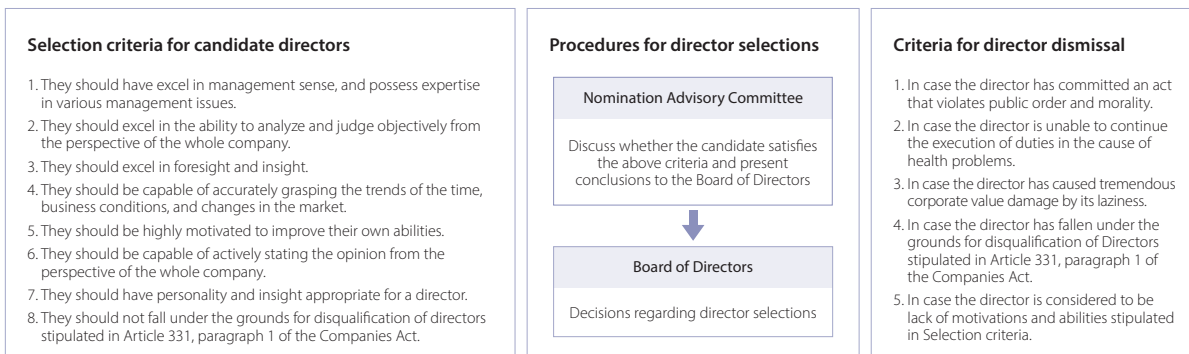 Selection criteria for candidate directors
1. They should have excel in management sense, and possess expertise
in various management issues.
2. They should excel in the ability to analyze and judge objectively from
the perspective of the whole company.
3. They should excel in foresight and insight.
4. They should be capable of accurately grasping the trends of the time,
business conditions, and changes in the market.
5. They should be highly motivated to improve their own abilities.
6. They should be capable of actively stating the opinion from the
perspective of the whole company.
7. They should have personality and insight appropriate for a director.
8. They should not fall under the grounds for disqualification of directors
stipulated in Article 331, paragraph 1 of the Companies Act.
Procedures for director selections
Nomination Advisory Committee
Discuss whether the candidate satisfies
the above criteria and present
conclusions to the Board of Directors
Board of Directors
Decisions regarding director selections
Criteria for director dismissal
1. In case the director has committed an act
that violates public order and morality.
2. In case the director is unable to continue
the execution of duties in the cause of
health problems.
3. In case the director has caused tremendous
corporate value damage by its laziness.
4. In case the director has fallen under the
grounds for disqualification of Directors
stipulated in Article 331, paragraph 1 of
the Companies Act.
5. In case the director is considered to be
lack of motivations and abilities stipulated
in Selection criteria.